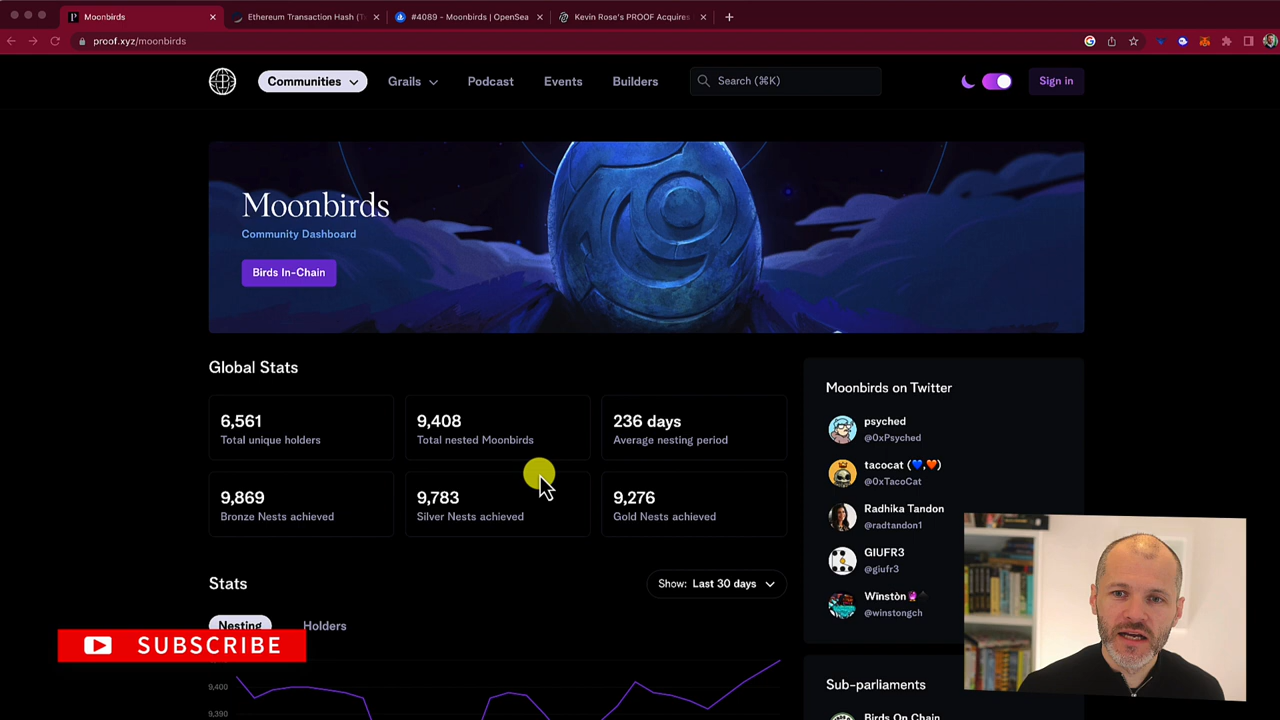 Moonbirds
Ethereum Transaction Hash (T
#4089 - Moonbirds | OpenSea
Kevin Rose's PROOF Acquires
proof.xyz/moonbirds
Communities
Grails
Podcast
Events
Builders
Search (⌘K)
Sign in
Moonbirds
Community Dashboard
Birds In-Chain
Global Stats
6,561
Total unique holders
9,408
Total nested Moonbirds
236 days
Average nesting period
9,869
Bronze Nests achieved
9,783
Silver Nests achieved
9,276
Gold Nests achieved
Stats
Show: Last 30 days
Nesting
Holders
SUBSCRIBE
9,400
9,390
Moonbirds on Twitter
psyched
@0xPsyched
tacocat (💙,🧡)
@0xTacoCat
Radhika Tandon
@radtandon1
GIUFR3
@giufr3
Winstòn
@winstongch
Sub-parliaments
Birds On Chain